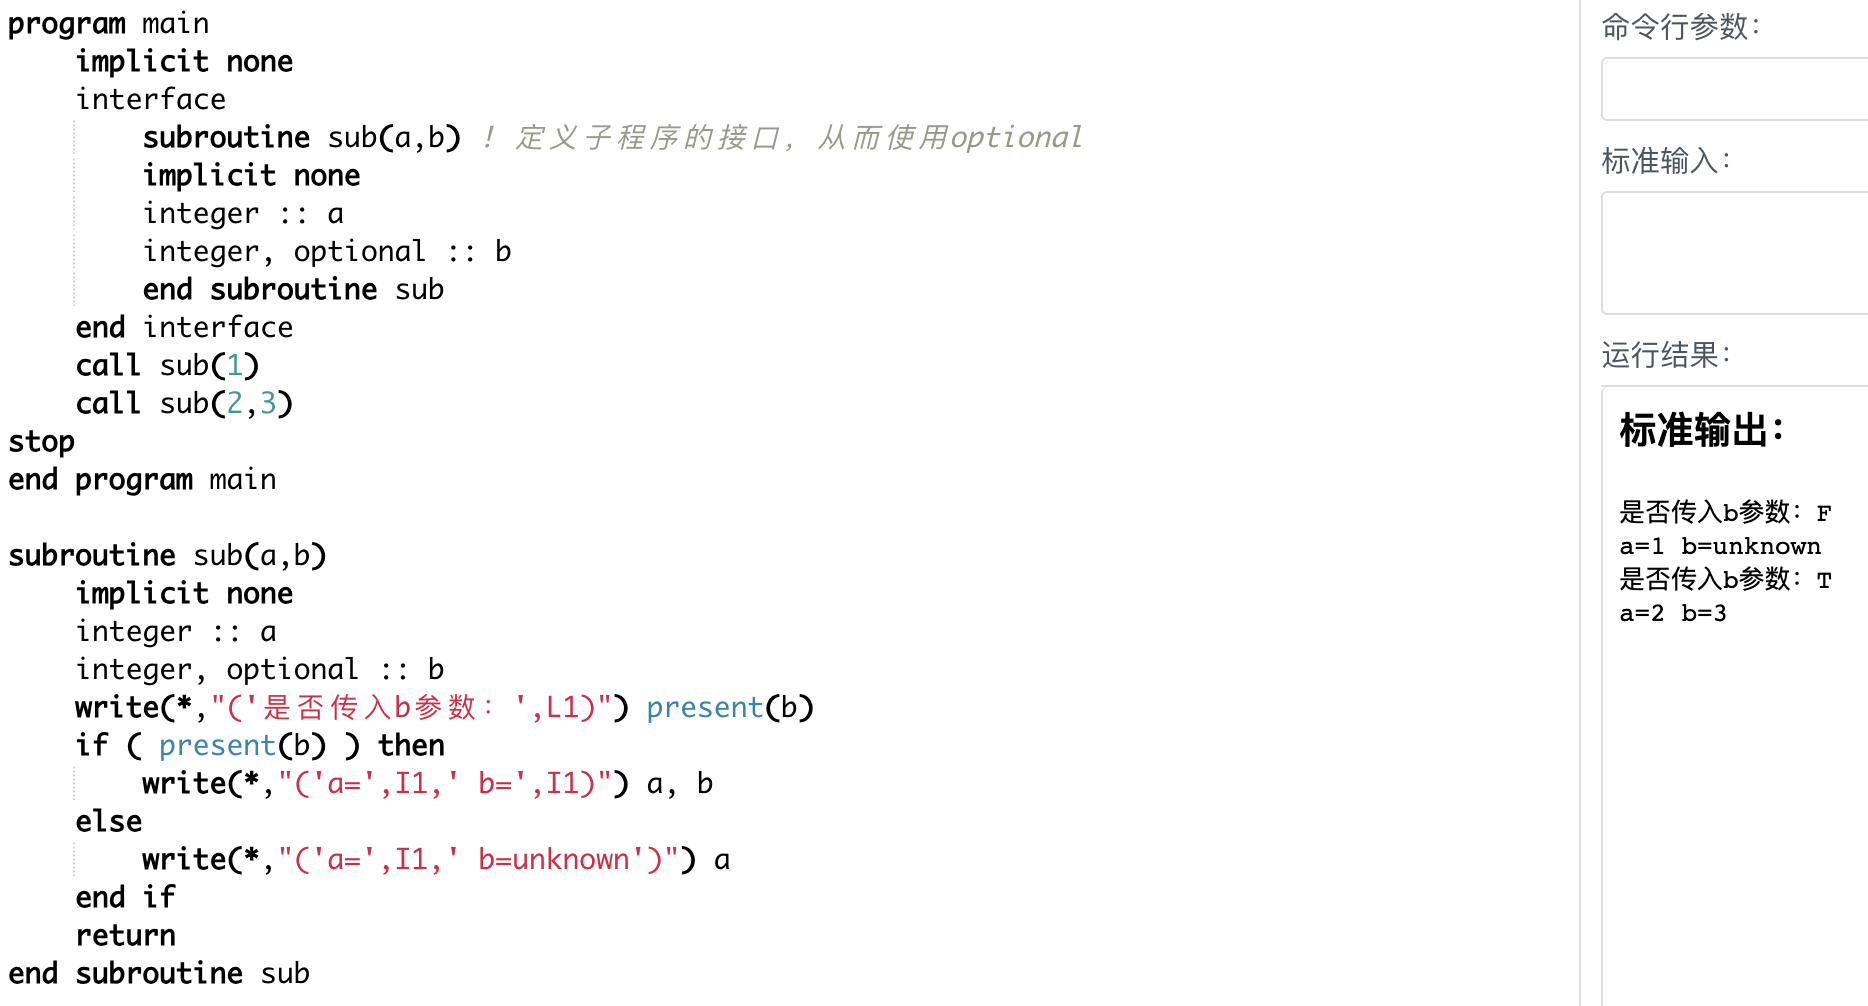 program main
    implicit none
    interface
        subroutine sub(a,b) ! 定义子程序的接口，从而使用optional
        implicit none
        integer :: a
        integer, optional :: b
        end subroutine sub
    end interface
    call sub(1)
    call sub(2,3)
stop
end program main

subroutine sub(a,b)
    implicit none
    integer :: a
    integer, optional :: b
    write(*,"('是否传入b参数：',L1)") present(b)
    if ( present(b) ) then
        write(*,"('a=',I1,' b=',I1)") a, b
    else
        write(*,"('a=',I1,' b=unknown')") a
    end if
    return
end subroutine sub
命令行参数：
标准输入：
运行结果：
标准输出：
是否传入b参数：F
a=1 b=unknown
是否传入b参数：T
a=2 b=3